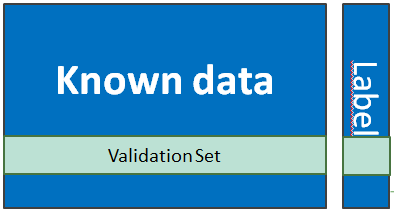 Known data
Label
Validation Set